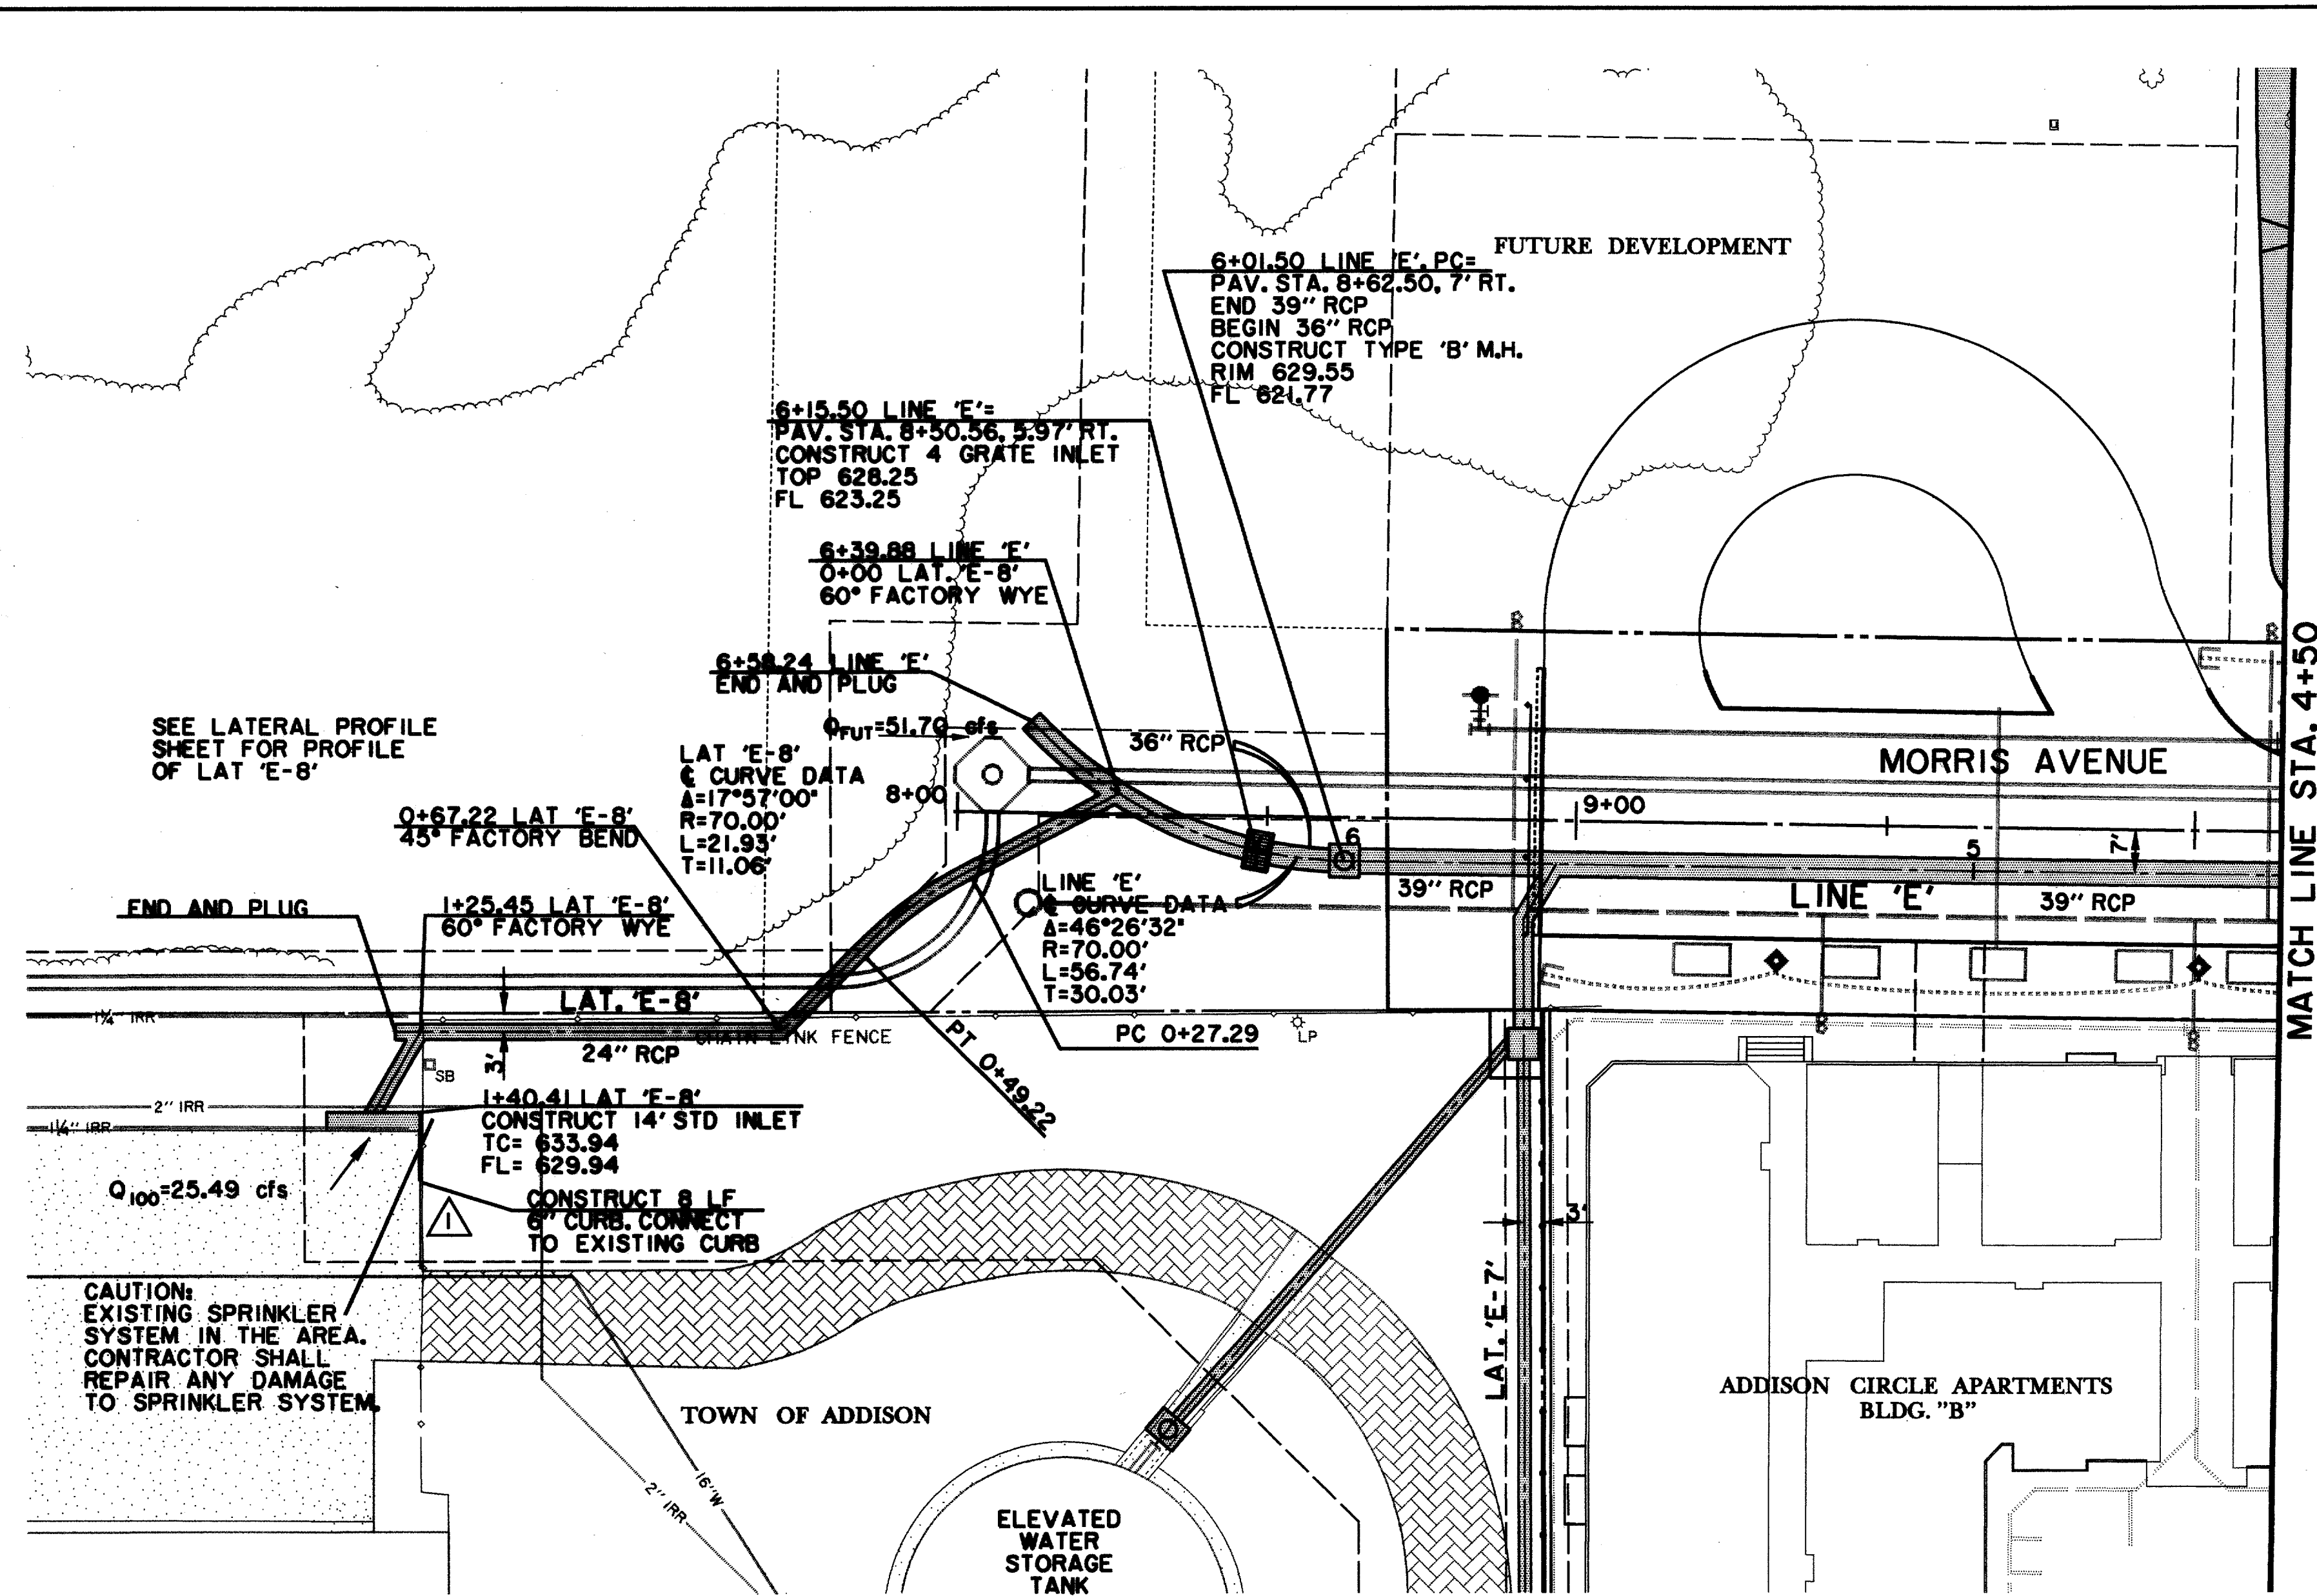 FUTURE DEVELOPMENT
6+01.50 LINE 'E'. PC=
PAV. STA. 8+62.50, 7' RT.
END 39" RCP
BEGIN 36" RCP
CONSTRUCT TYPE 'B' M.H.
RIM 629.55
FL 621.77
6+15.50 LINE 'E'=
PAV. STA. 8+50.56, 5.97' RT.
CONSTRUCT 4 GRATE INLET
TOP 628.25
FL 623.25
6+39.88 LINE 'E'
0+00 LAT. 'E-8'
60° FACTORY WYE
6+58.24 LINE 'E'
END AND PLUG
SEE LATERAL PROFILE
SHEET FOR PROFILE
OF LAT 'E-8'
QFUT=51.70 cfs
36" RCP
LAT 'E-8'
℄ CURVE DATA
Δ=17°57'00"
R=70.00'
L=21.93'
T=11.06'
8+00
9+00
MORRIS AVENUE
MATCH LINE STA. 4+50
0+67.22 LAT 'E-8'
45° FACTORY BEND
6
5
7'
39" RCP
LINE 'E'
39" RCP
LINE 'E'
℄ CURVE DATA
Δ=46°26'32"
R=70.00'
L=56.74'
T=30.03'
END AND PLUG
1+25.45 LAT 'E-8'
60° FACTORY WYE
LAT. 'E-8'
1¼" IRR
CHAIN LINK FENCE
24" RCP
3'
SB
PT 0+49.22
PC 0+27.29
LP
2" IRR
1¼" IRR
1+40.41 LAT 'E-8'
CONSTRUCT 14' STD INLET
TC= 633.94
FL= 629.94
Q100=25.49 cfs
CONSTRUCT 8 LF
6" CURB. CONNECT
TO EXISTING CURB
1
3'
LAT. 'E-7'
CAUTION:
EXISTING SPRINKLER
SYSTEM IN THE AREA.
CONTRACTOR SHALL
REPAIR ANY DAMAGE
TO SPRINKLER SYSTEM.
TOWN OF ADDISON
ADDISON CIRCLE APARTMENTS
BLDG. "B"
16"W
2" IRR
ELEVATED
WATER
STORAGE
TANK